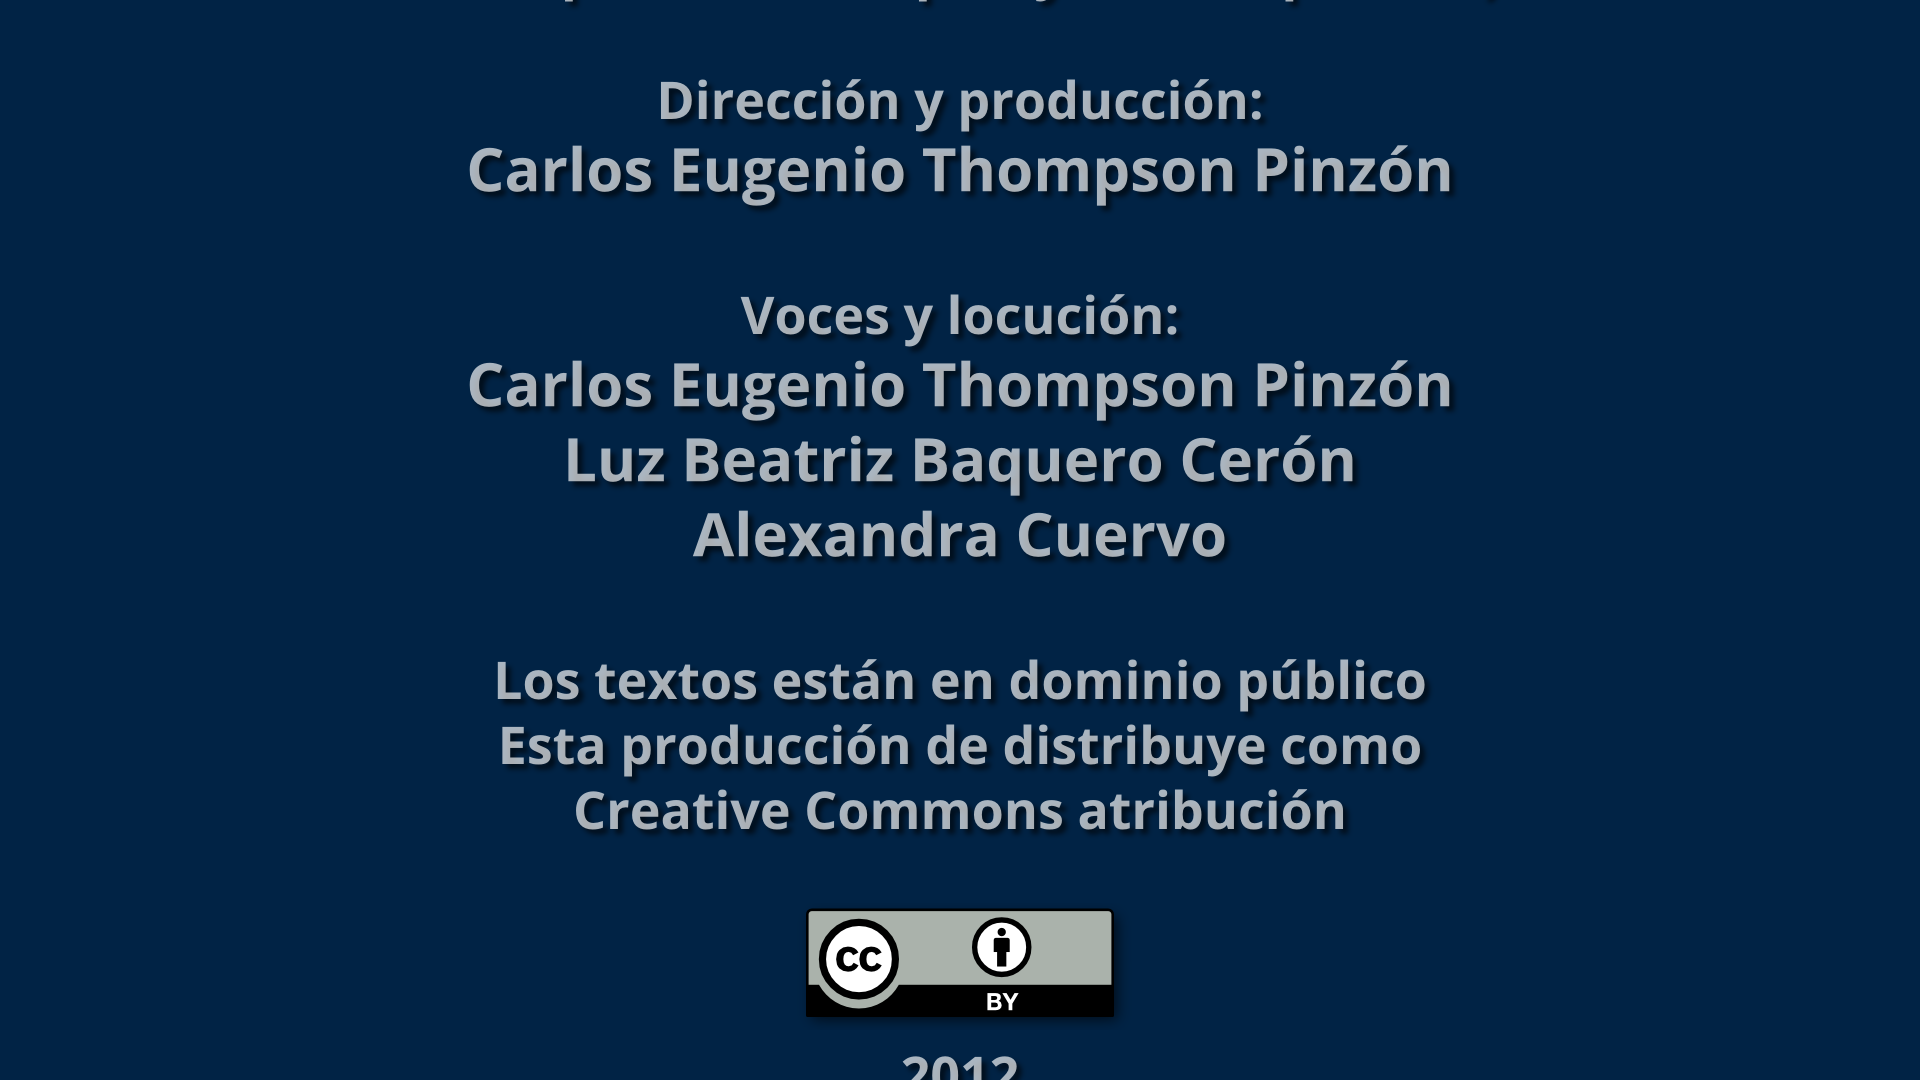 Dirección y producción:
Carlos Eugenio Thompson Pinzón
Voces y locución:
Carlos Eugenio Thompson Pinzón
Luz Beatriz Baquero Cerón
Alexandra Cuervo
Los textos están en dominio público
Esta producción de distribuye como
Creative Commons atribución
cc
BY
2012